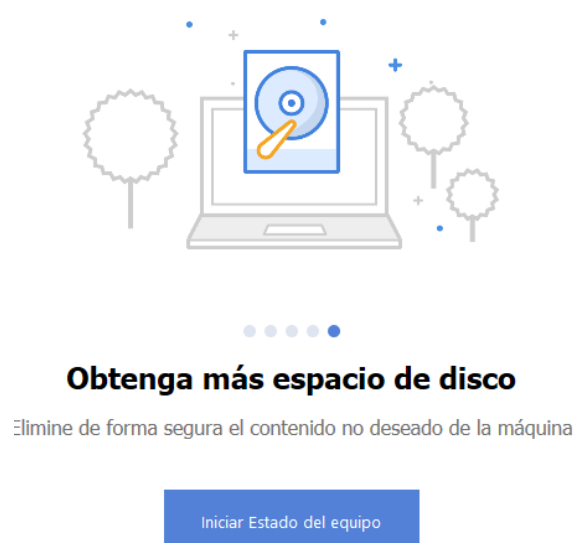 Obtenga más espacio de disco
Elimine de forma segura el contenido no deseado de la máquina
Iniciar Estado del equipo